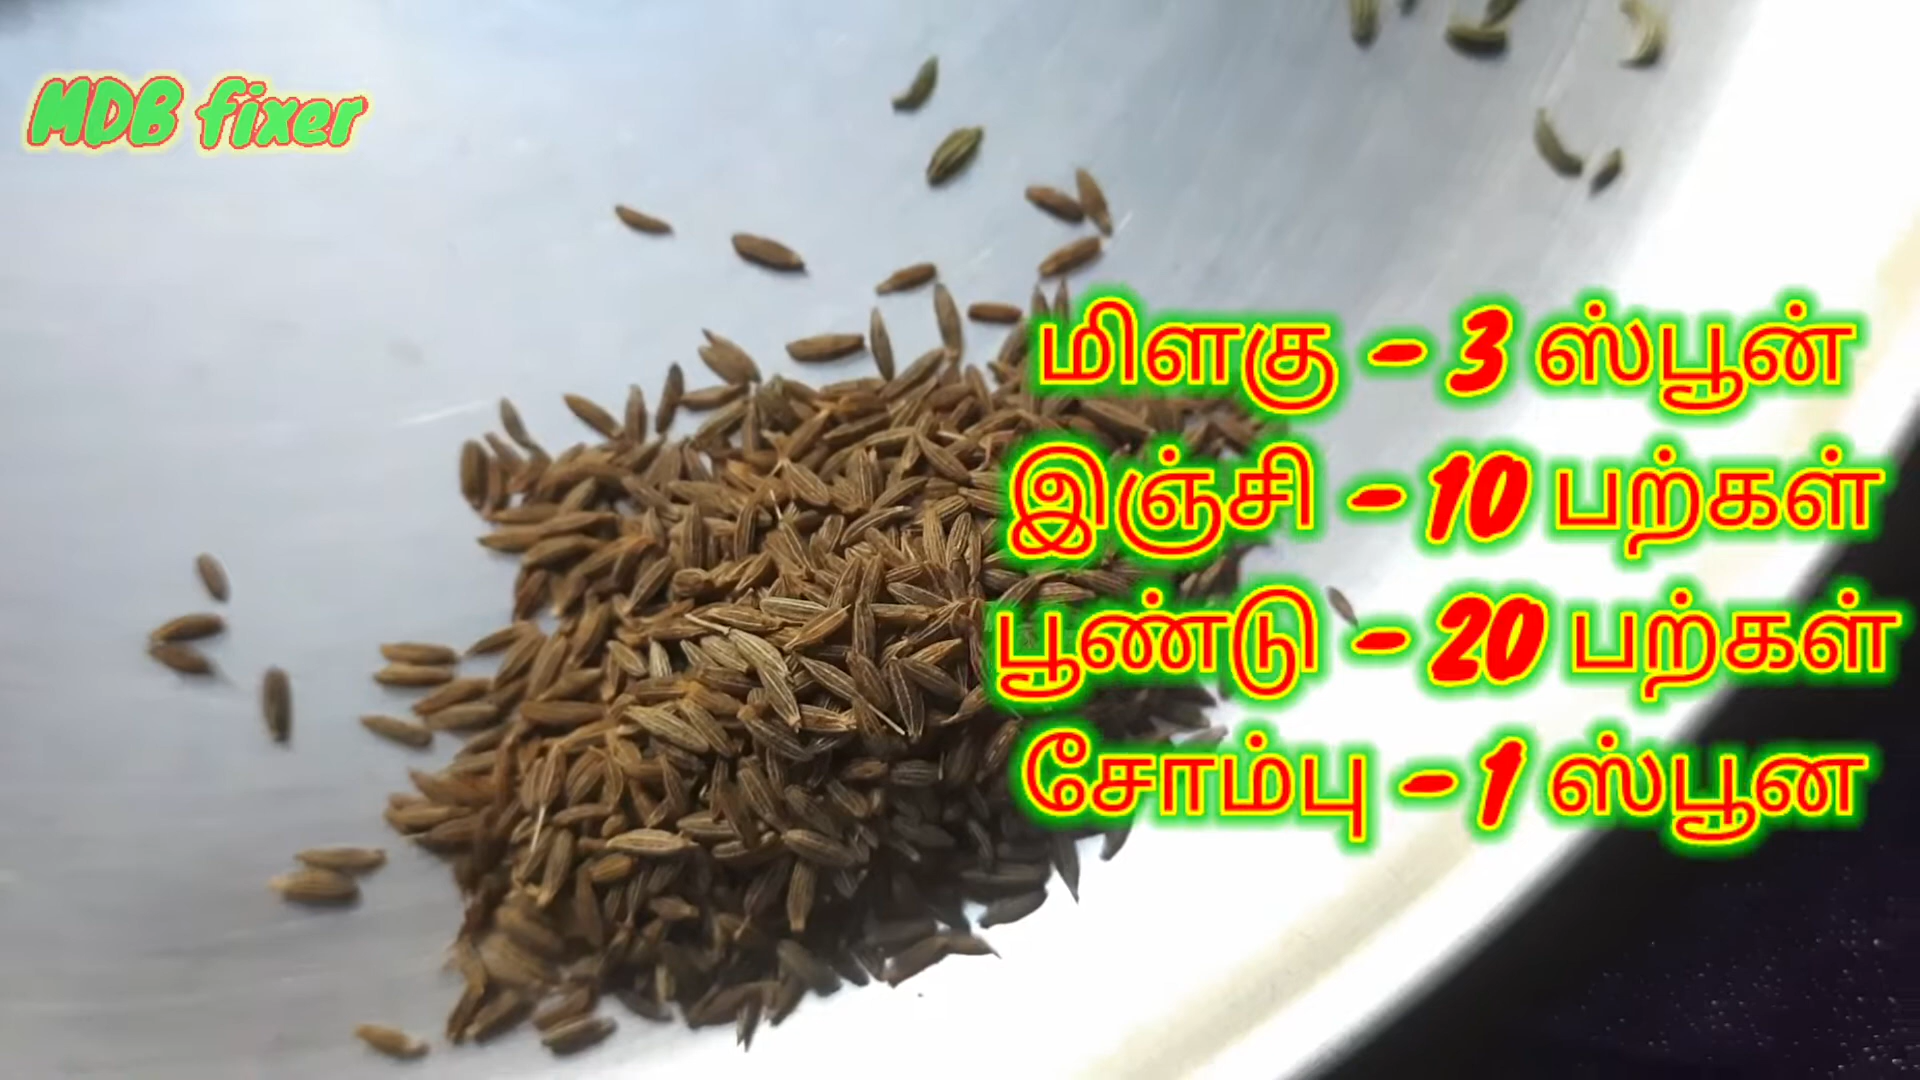 MDB fixer
மிளகு - 3 ஸ்பூன்
இஞ்சி - 10 பற்கள்
பூண்டு - 20 பற்கள்
சோம்பு - 1 ஸ்பூன